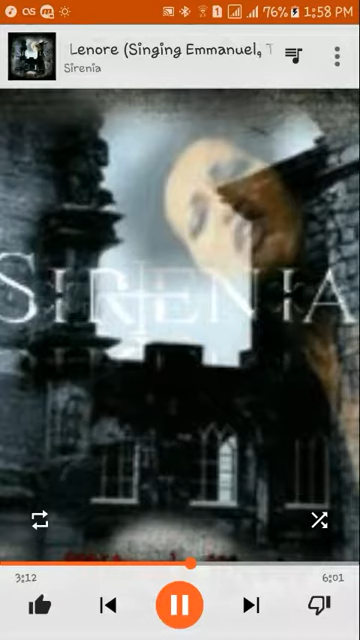 76% 1:58 PM
Lenore (Singing Emmanuel,
Sirenia
SIRENIA
3:12
6:01